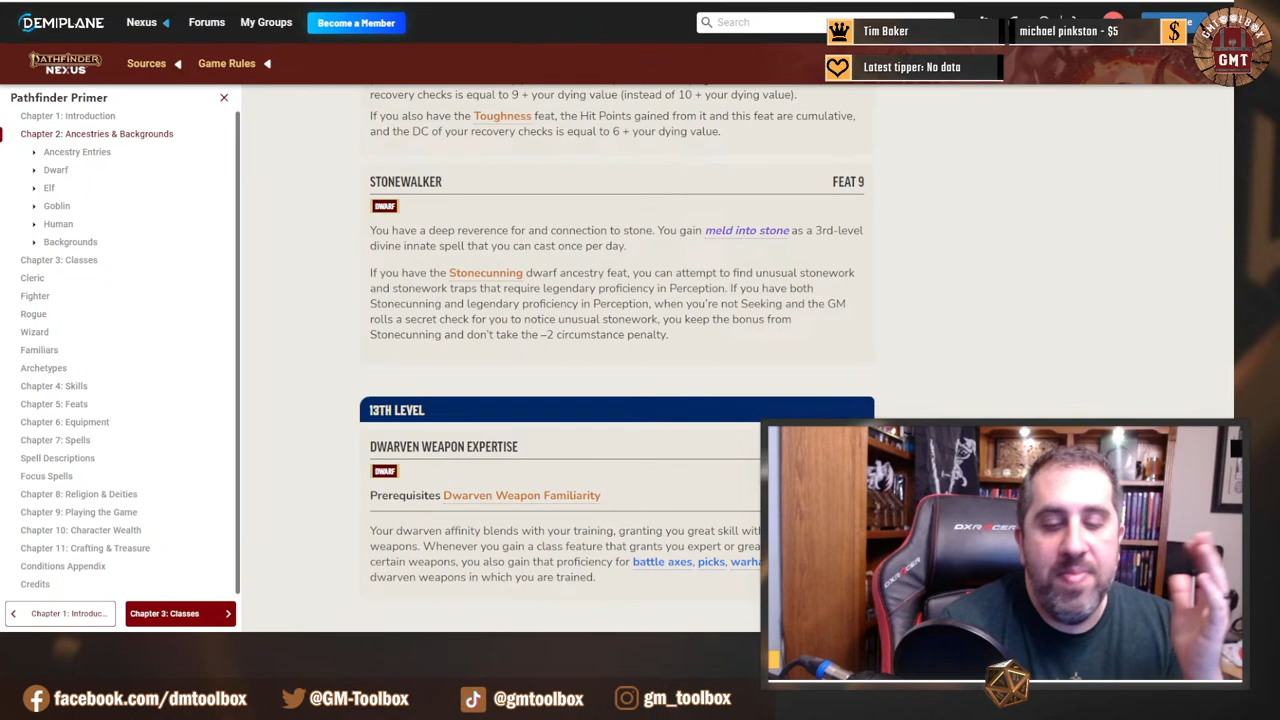 DEMIPLANE
Nexus
Forums
My Groups
Become a Member
Search
Tim Baker
michael pinkston - $5
$
Latest tipper: No data
GMTOOLBOX
GMT
PATHFINDER
NEXUS
Sources
Game Rules
Pathfinder Primer
Chapter 1: Introduction
Chapter 2: Ancestries & Backgrounds
Ancestry Entries
Dwarf
Elf
Goblin
Human
Backgrounds
Chapter 3: Classes
Cleric
Fighter
Rogue
Wizard
Familiars
Archetypes
Chapter 4: Skills
Chapter 5: Feats
Chapter 6: Equipment
Chapter 7: Spells
Spell Descriptions
Focus Spells
Chapter 8: Religion & Deities
Chapter 9: Playing the Game
Chapter 10: Character Wealth
Chapter 11: Crafting & Treasure
Conditions Appendix
Credits
Chapter 1: Introduc...
Chapter 3: Classes
recovery checks is equal to 9 + your dying value (instead of 10 + your dying value).
If you also have the Toughness feat, the Hit Points gained from it and this feat are cumulative,
and the DC of your recovery checks is equal to 6 + your dying value.
STONEWALKER FEAT 9
DWARF
You have a deep reverence for and connection to stone. You gain meld into stone as a 3rd-level
divine innate spell that you can cast once per day.
If you have the Stonecunning dwarf ancestry feat, you can attempt to find unusual stonework
and stonework traps that require legendary proficiency in Perception. If you have both
Stonecunning and legendary proficiency in Perception, when you're not Seeking and the GM
rolls a secret check for you to notice unusual stonework, you keep the bonus from
Stonecunning and don't take the –2 circumstance penalty.
13TH LEVEL
DWARVEN WEAPON EXPERTISE
DWARF
Prerequisites Dwarven Weapon Familiarity
Your dwarven affinity blends with your training, granting you great skill with
weapons. Whenever you gain a class feature that grants you expert or grea
certain weapons, you also gain that proficiency for battle axes, picks, warha
dwarven weapons in which you are trained.
DXRACER
DXRACER
facebook.com/dmtoolbox
@GM-Toolbox
@gmtoolbox
gm_toolbox